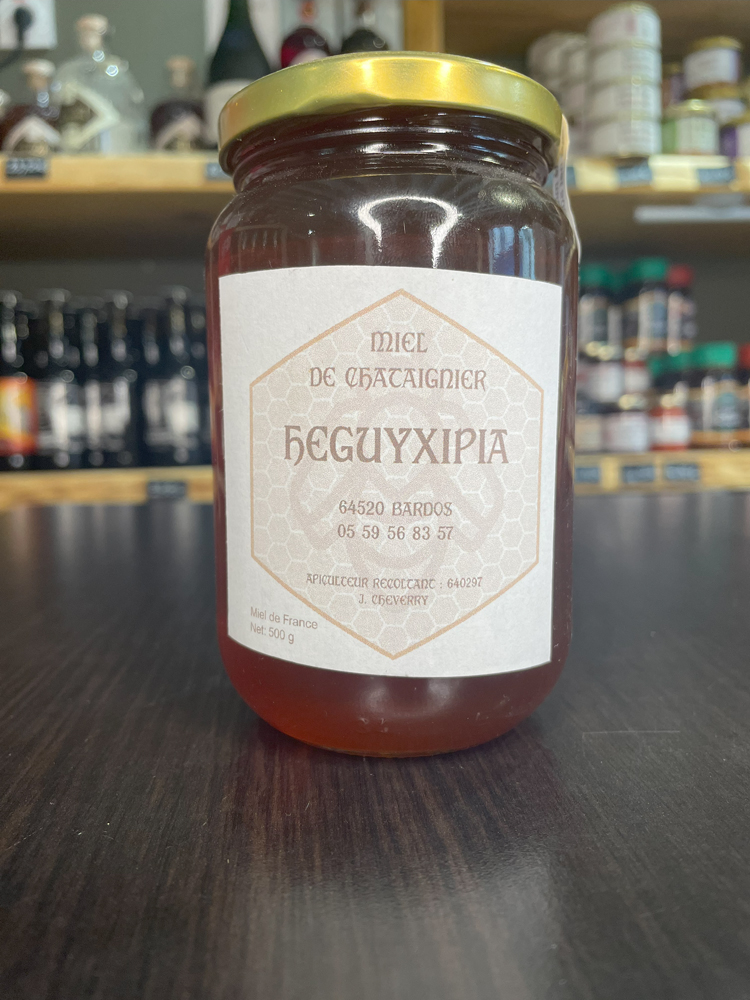 MIEL
DE CHATAIGNIER
HEGUYXIPIA
64520 BARDOS
05 59 56 83 57
APICULTEUR RECOLTANT : 640297
J. CHEVERRY
Miel de France
Net: 500 g